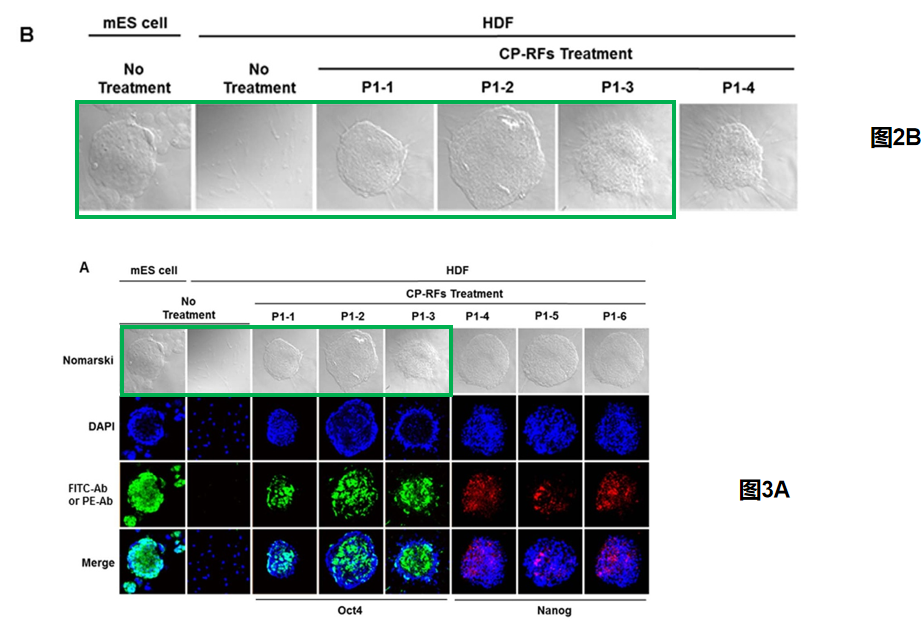 B
mES cell HDF
CP-RFs Treatment
No Treatment No Treatment P1-1 P1-2 P1-3 P1-4
图2B
A
mES cell HDF
CP-RFs Treatment
No Treatment P1-1 P1-2 P1-3 P1-4 P1-5 P1-6
Nomarski
DAPI
FITC-Ab
or PE-Ab
图3A
Merge
Oct4 Nanog